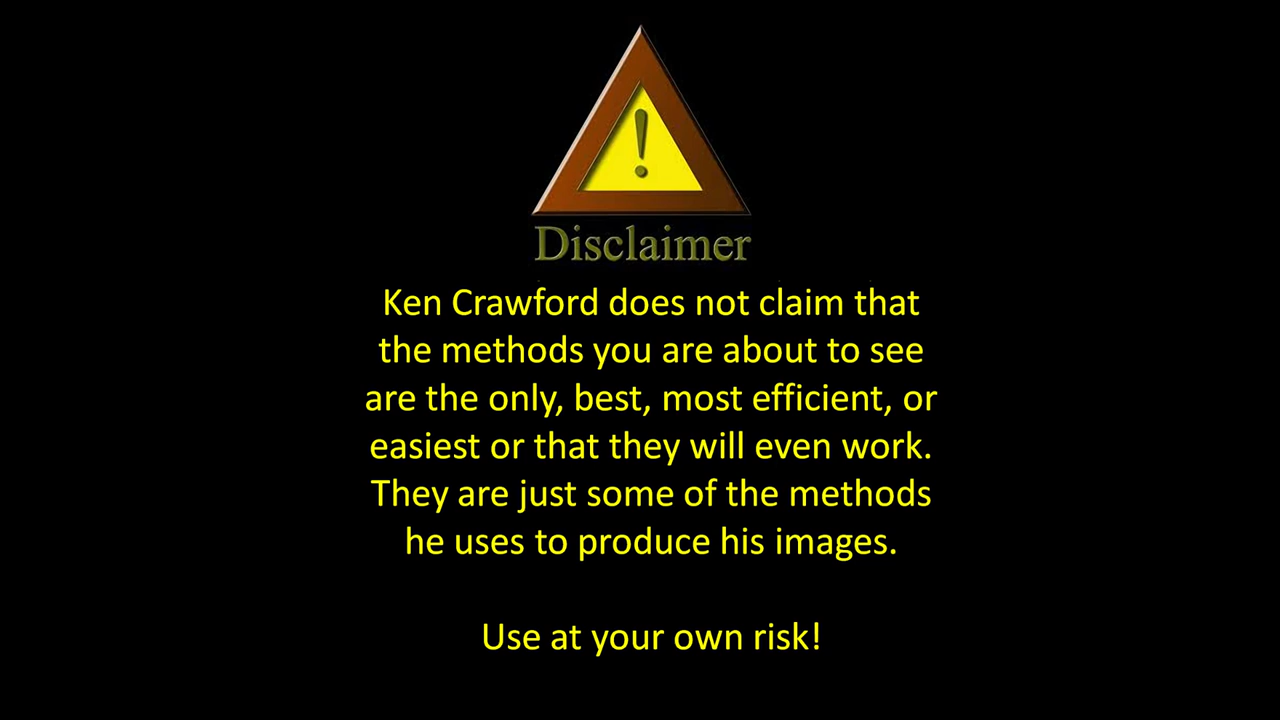 !
Disclaimer
Ken Crawford does not claim that
the methods you are about to see
are the only, best, most efficient, or
easiest or that they will even work.
They are just some of the methods
he uses to produce his images.
Use at your own risk!